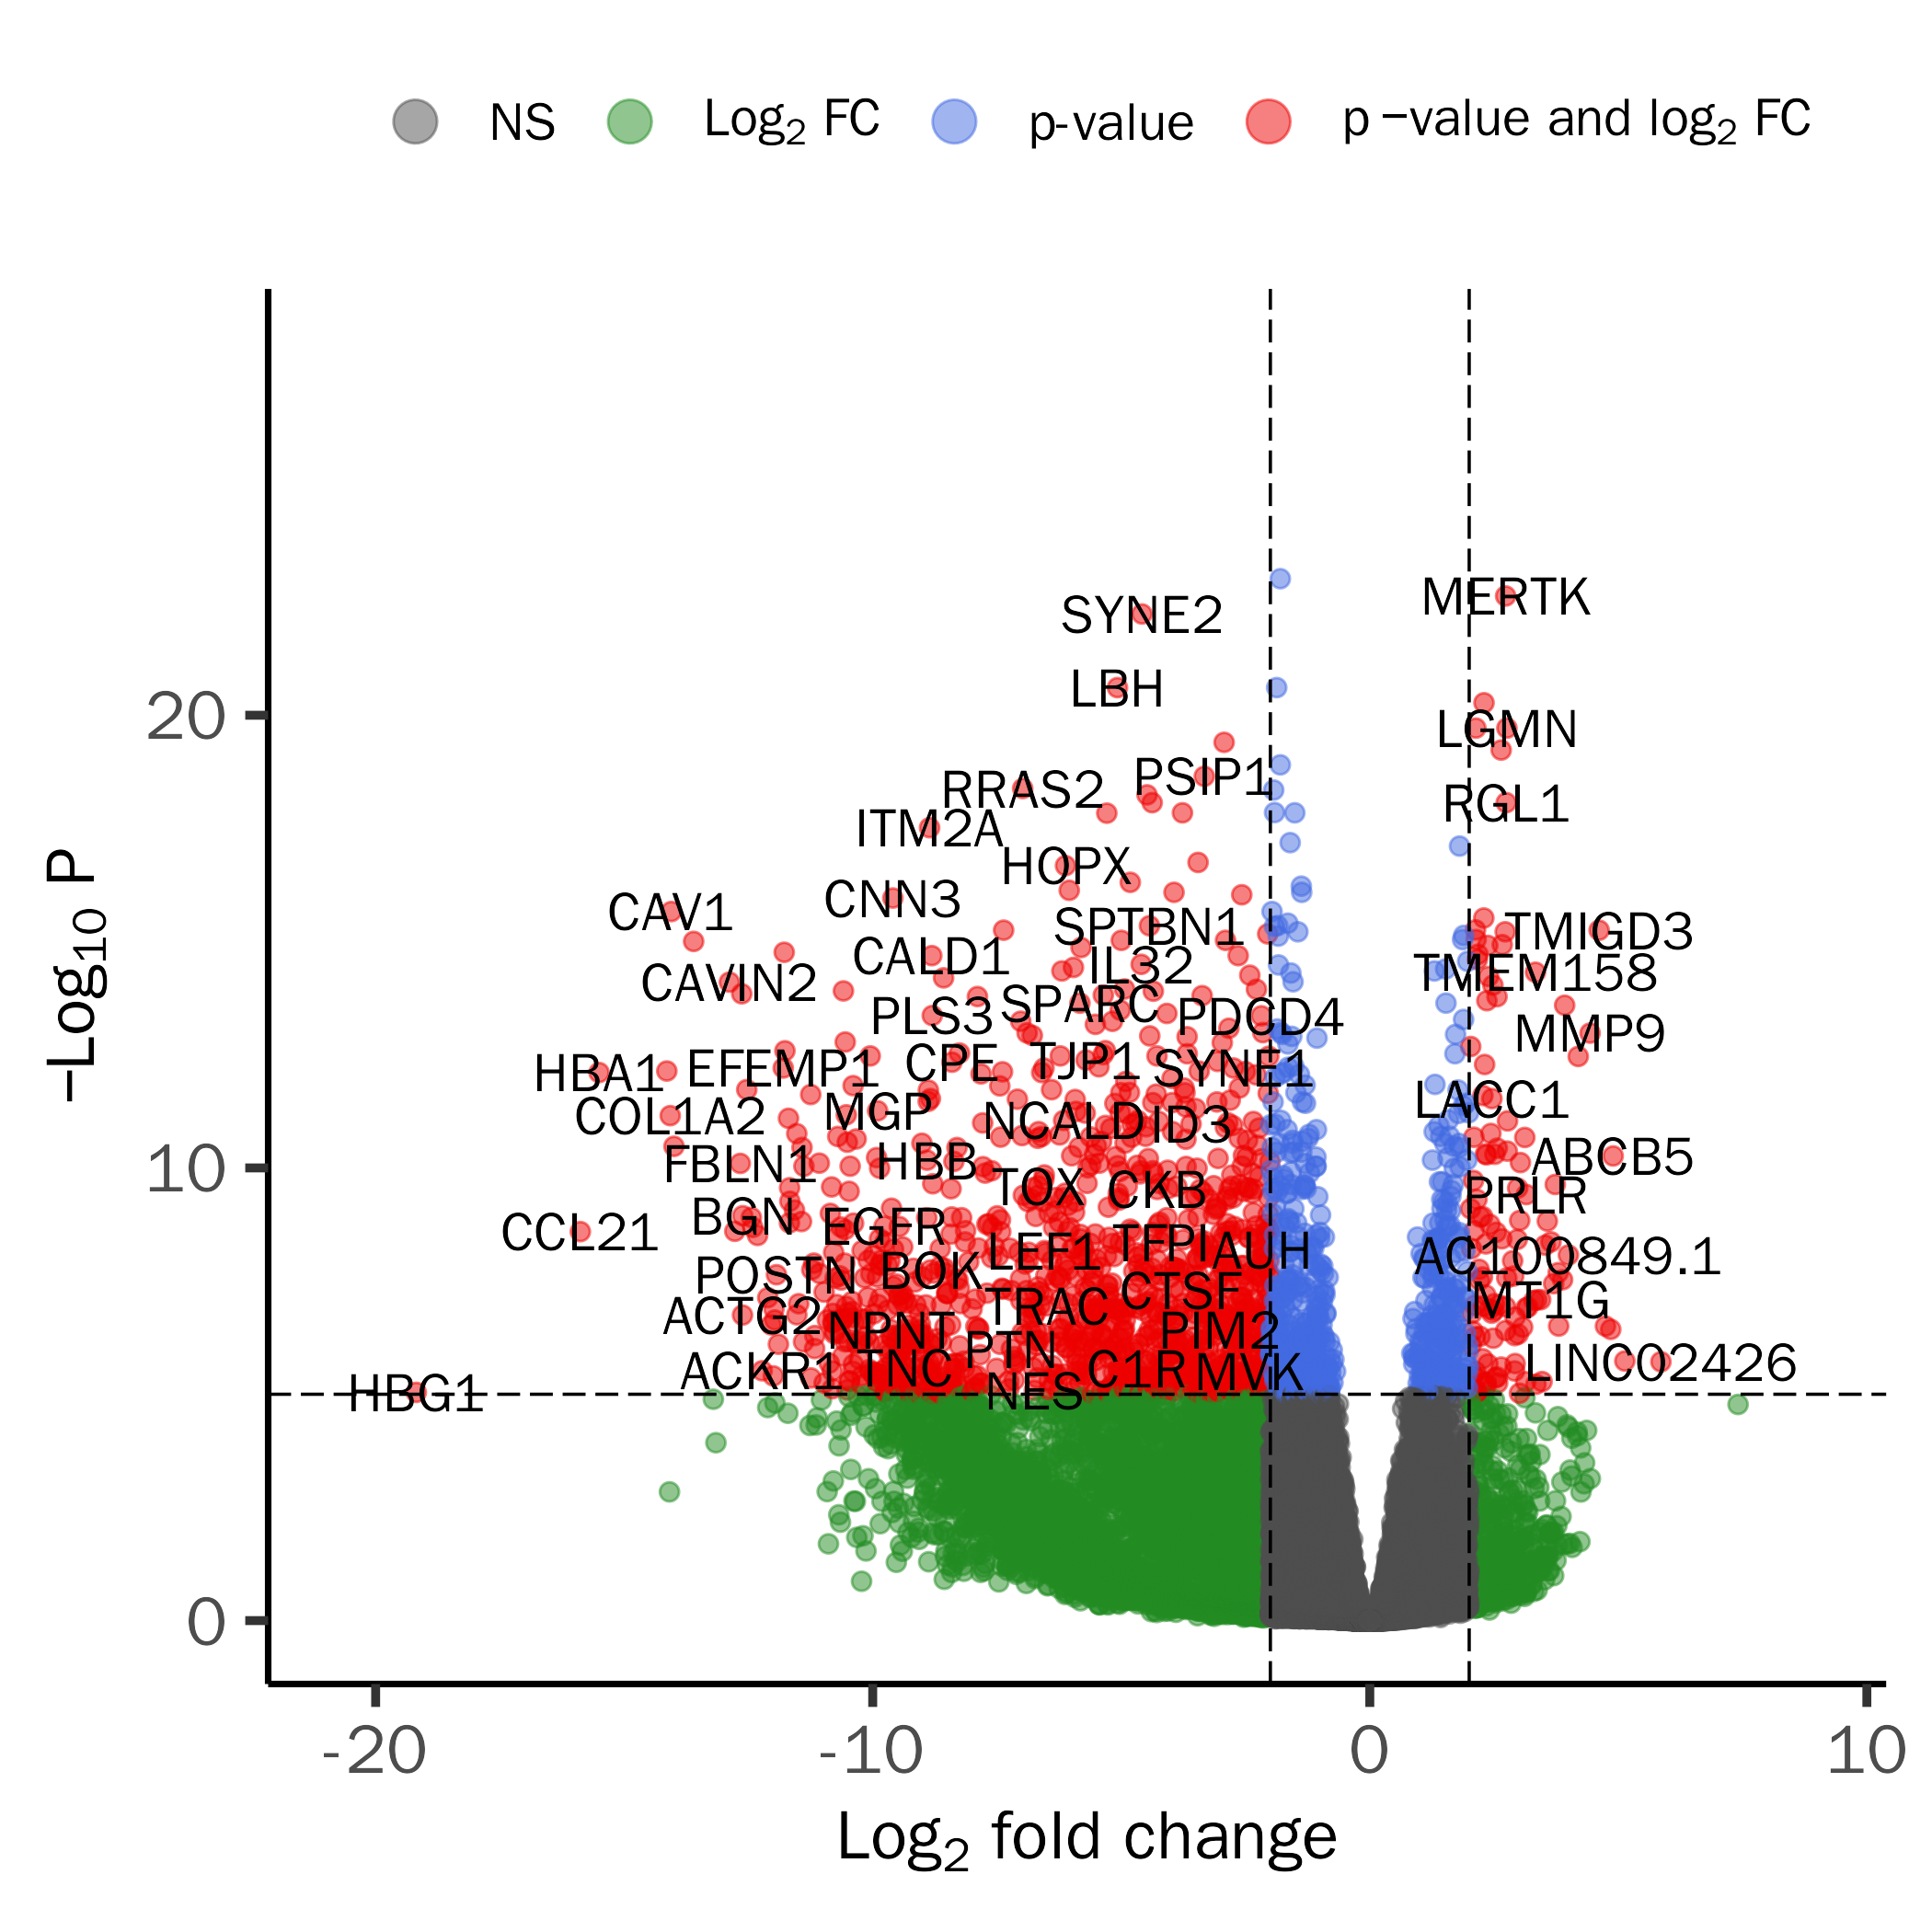 NS Log2 FC p-value p −value and log2 FC
MERTK
SYNE2
LBH
20
LGMN
PSIP1
RRAS2
RGL1
ITM2A
HOPX
CNN3
CAV1
SPTBN1
TMIGD3
CALD1
IL32
TMEM158
CAVIN2
SPARC
PLS3
PDCD4
MMP9
−Log10 P
CPE
TJP1
EFEMP1
SYNE1
HBA1
LACC1
MGP
COL1A2
NCALD
ID3
ABCB5
HBB
FBLN1
10
TOX
CKB
PRLR
BGN
EGFR
CCL21
TFPI
LEF1
AUH
AC100849.1
BOK
POSTN
CTSF
MT1G
TRAC
ACTG2
NPNT
PIM2
PTN
LINC02426
TNC
C1R
ACKR1
MVK
NES
HBG1
0
-20 -10 0 10
Log2 fold change